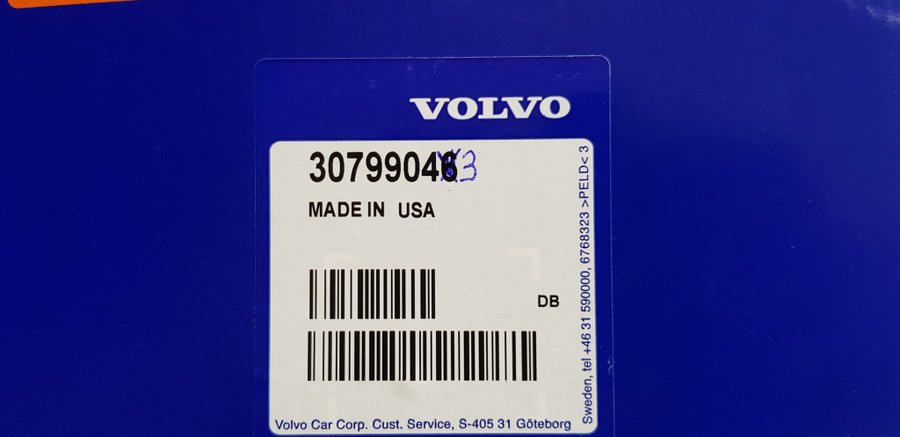 VOLVO
30799046
3
MADE IN USA
DB
Volvo Car Corp. Cust. Service, S-405 31 Göteborg
Sweden, tel +46 31 590000, 6768323 >PELD< 3